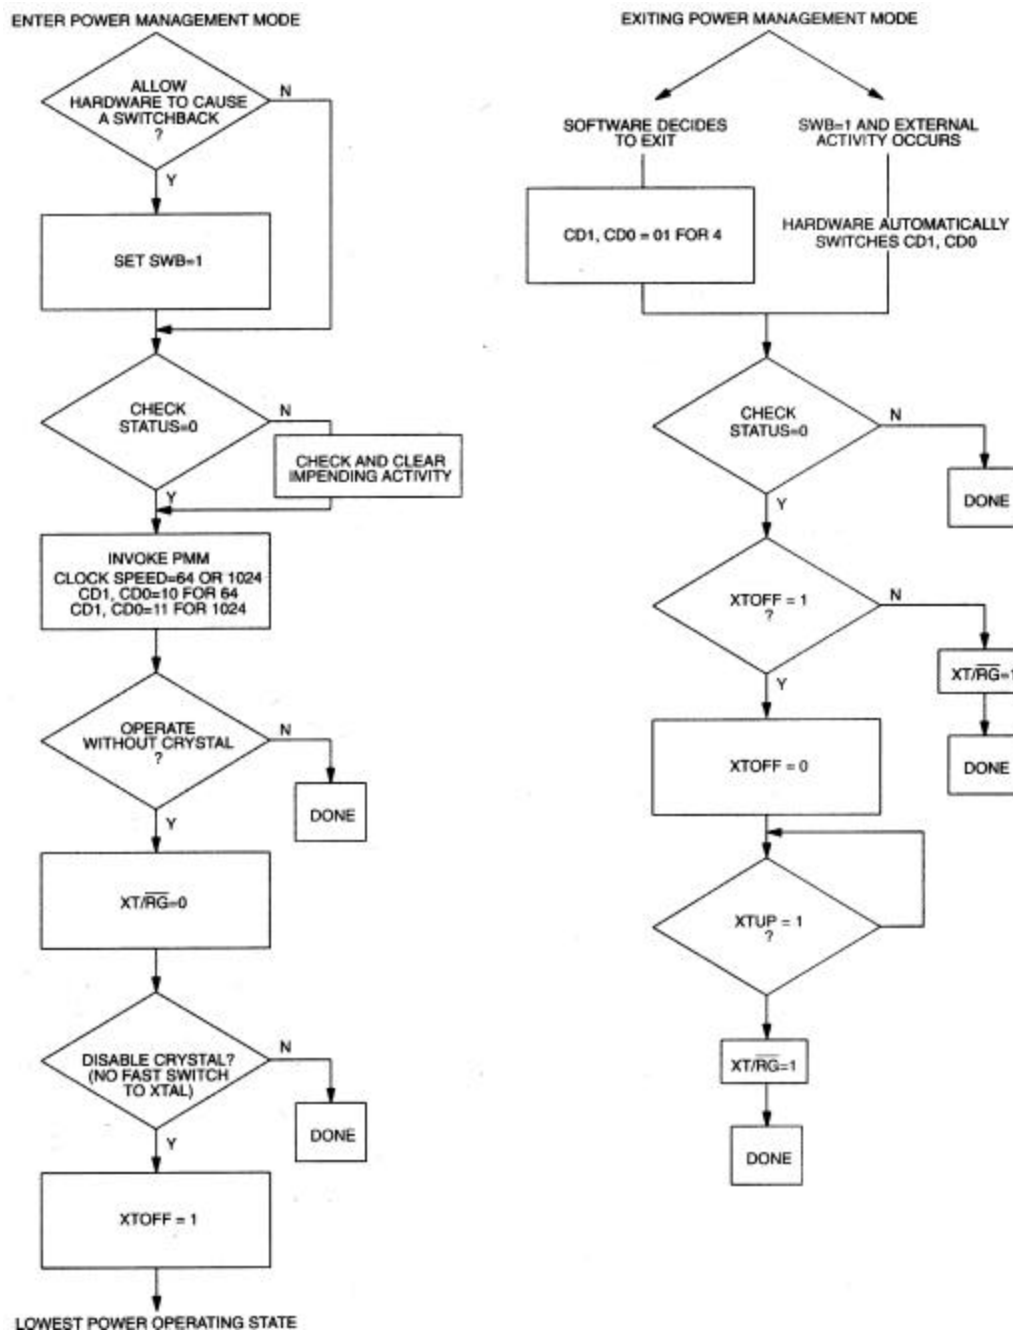 ENTER POWER MANAGEMENT MODE
ALLOW
HARDWARE TO CAUSE
A SWITCHBACK
?
N
Y
SET SWB=1
CHECK
STATUS=0
N
CHECK AND CLEAR
IMPENDING ACTIVITY
Y
INVOKE PMM
CLOCK SPEED=64 OR 1024
CD1, CD0=10 FOR 64
CD1, CD0=11 FOR 1024
OPERATE
WITHOUT CRYSTAL
?
N
DONE
Y
XT/R̅G̅=0
DISABLE CRYSTAL?
(NO FAST SWITCH
TO XTAL)
N
DONE
Y
XTOFF = 1
LOWEST POWER OPERATING STATE
EXITING POWER MANAGEMENT MODE
SOFTWARE DECIDES
TO EXIT
SWB=1 AND EXTERNAL
ACTIVITY OCCURS
CD1, CD0 = 01 FOR 4
HARDWARE AUTOMATICALLY
SWITCHES CD1, CD0
CHECK
STATUS=0
N
DONE
Y
XTOFF = 1
?
N
XT/R̅G̅=1
DONE
Y
XTOFF = 0
XTUP = 1
?
XT/R̅G̅=1
DONE